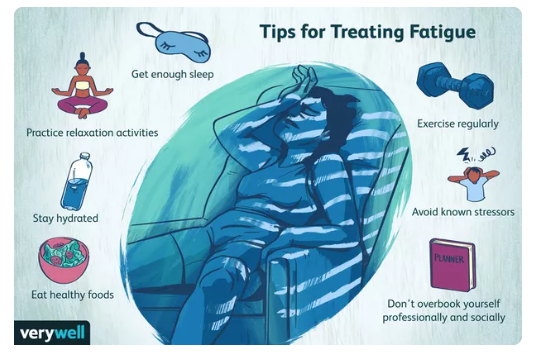 Tips for Treating Fatigue
Get enough sleep
Practice relaxation activities
Exercise regularly
Stay hydrated
Avoid known stressors
Eat healthy foods
PLANNER
Don't overbook yourself
professionally and socially
verywell